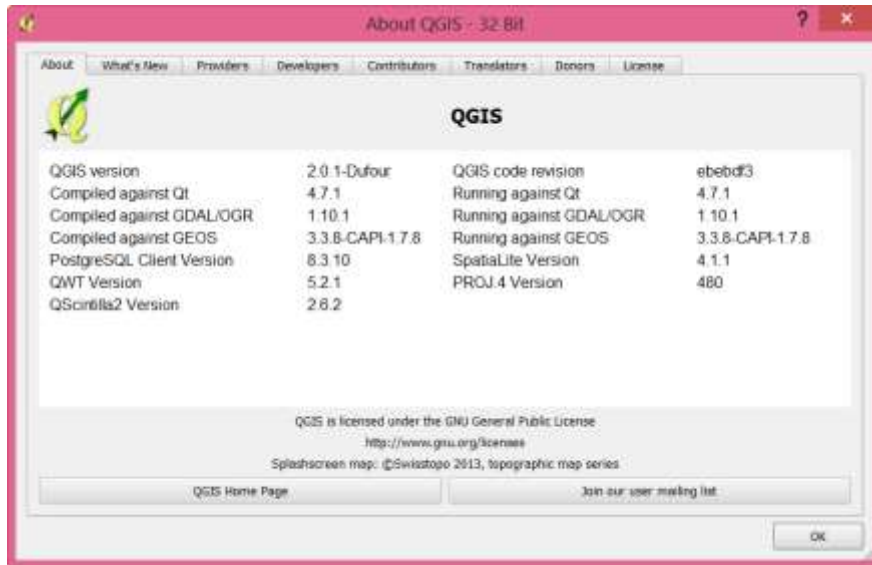 About QGIS - 32 Bit
?
About What's New Providers Developers Contributors Translators Donors License
QGIS
QGIS version 2.0.1-Dufour QGIS code revision ebebdf3
Compiled against Qt 4.7.1 Running against Qt 4.7.1
Compiled against GDAL/OGR 1.10.1 Running against GDAL/OGR 1.10.1
Compiled against GEOS 3.3.8-CAPI-1.7.8 Running against GEOS 3.3.8-CAPI-1.7.8
PostgreSQL Client Version 8.3.10 SpatiaLite Version 4.1.1
QWT Version 5.2.1 PROJ.4 Version 480
QScintilla2 Version 2.6.2
QGIS is licensed under the GNU General Public License
http://www.gnu.org/licenses
Splashscreen map: ©Swisstopo 2013, topographic map series
QGIS Home Page Join our user mailing list
OK